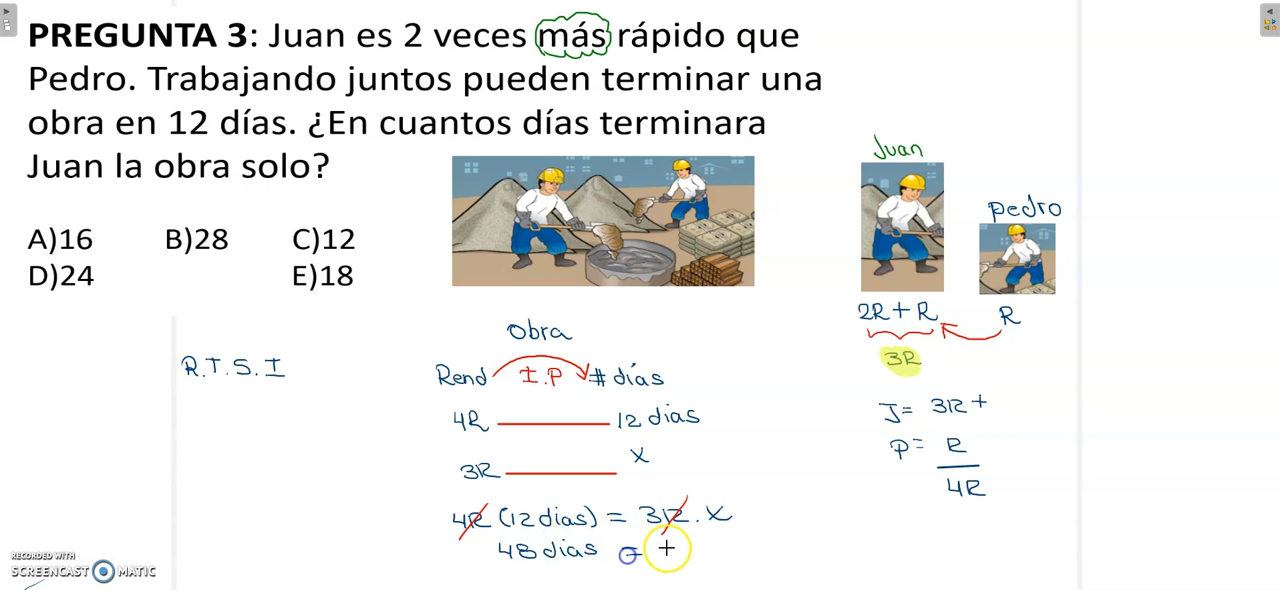 PREGUNTA 3: Juan es 2 veces más rápido que
Pedro. Trabajando juntos pueden terminar una
obra en 12 días. ¿En cuantos días terminara
Juan la obra solo?
A)16 B)28 C)12
D)24 E)18
Juan
Pedro
2R + R
R
3R
Obra
R.T.S.I
Rend I.P # días
4R 12 dias
3R x
J= 3R +
P= R
4R
4R (12 dias) = 3R . x
48 dias =
RECORDED WITH
SCREENCAST MATIC